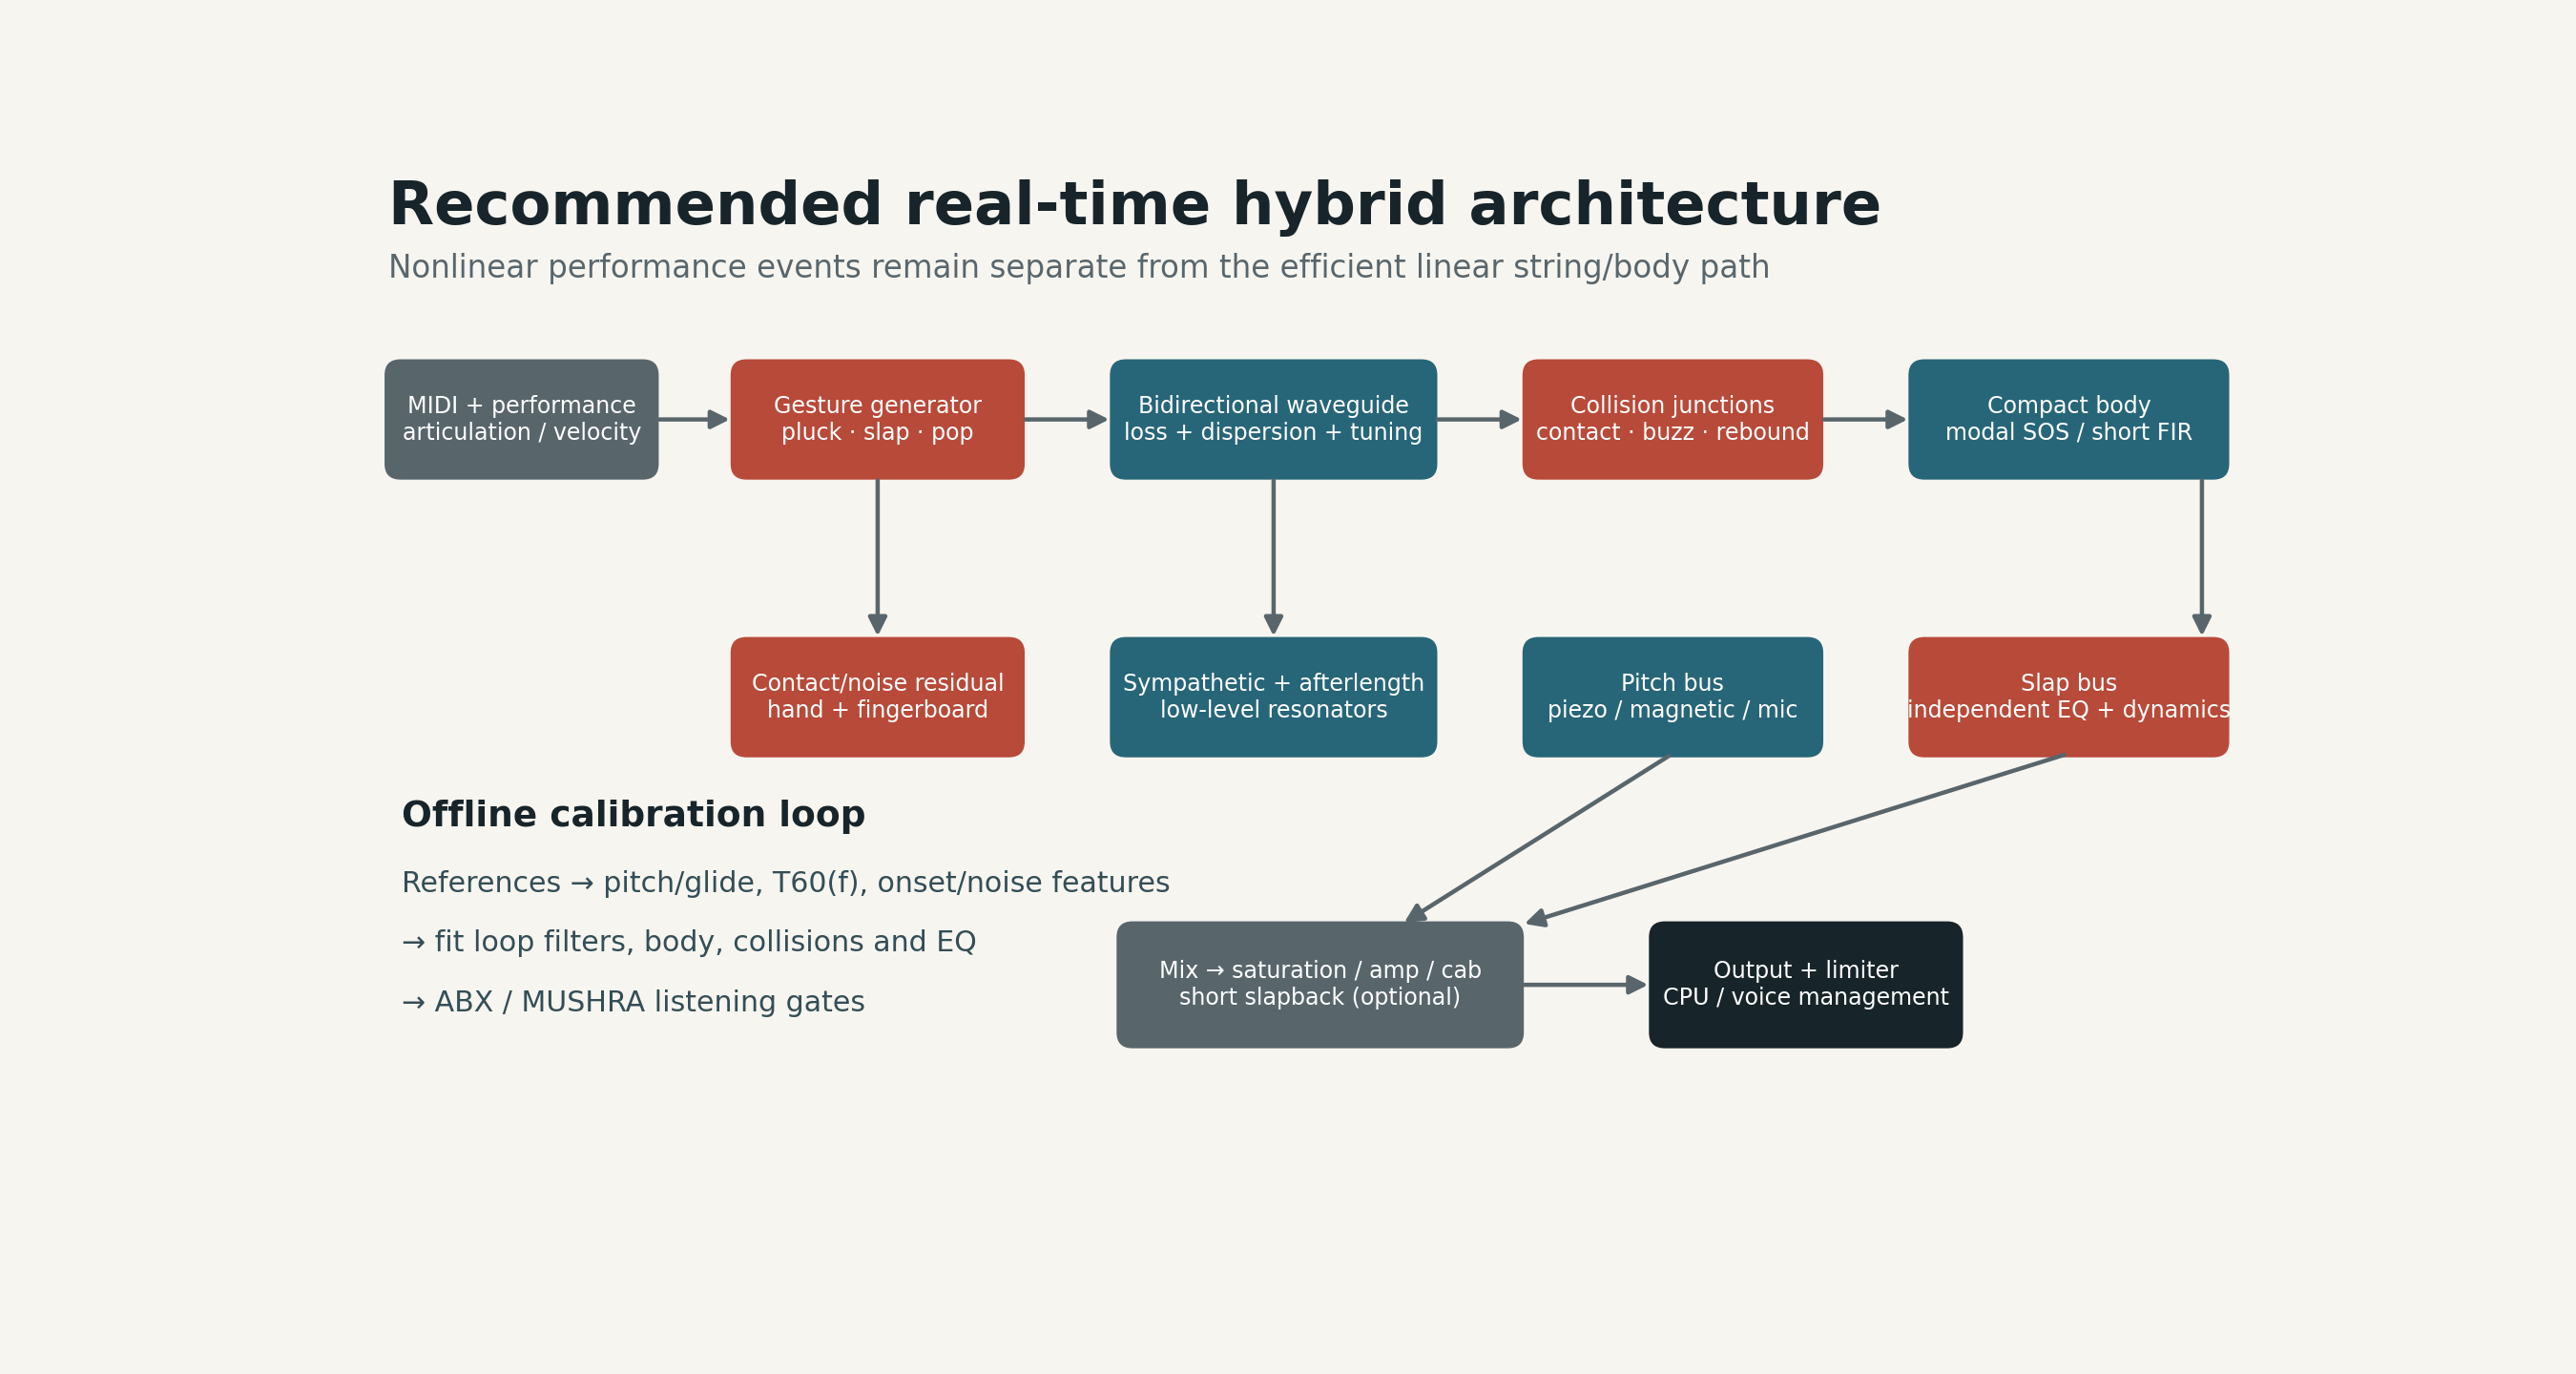 Recommended real-time hybrid architecture
Nonlinear performance events remain separate from the efficient linear string/body path
MIDI + performance
articulation / velocity
Gesture generator
pluck · slap · pop
Bidirectional waveguide
loss + dispersion + tuning
Collision junctions
contact · buzz · rebound
Compact body
modal SOS / short FIR
Contact/noise residual
hand + fingerboard
Sympathetic + afterlength
low-level resonators
Pitch bus
piezo / magnetic / mic
Slap bus
independent EQ + dynamics
Offline calibration loop
References → pitch/glide, T60(f), onset/noise features
→ fit loop filters, body, collisions and EQ
→ ABX / MUSHRA listening gates
Mix → saturation / amp / cab
short slapback (optional)
Output + limiter
CPU / voice management